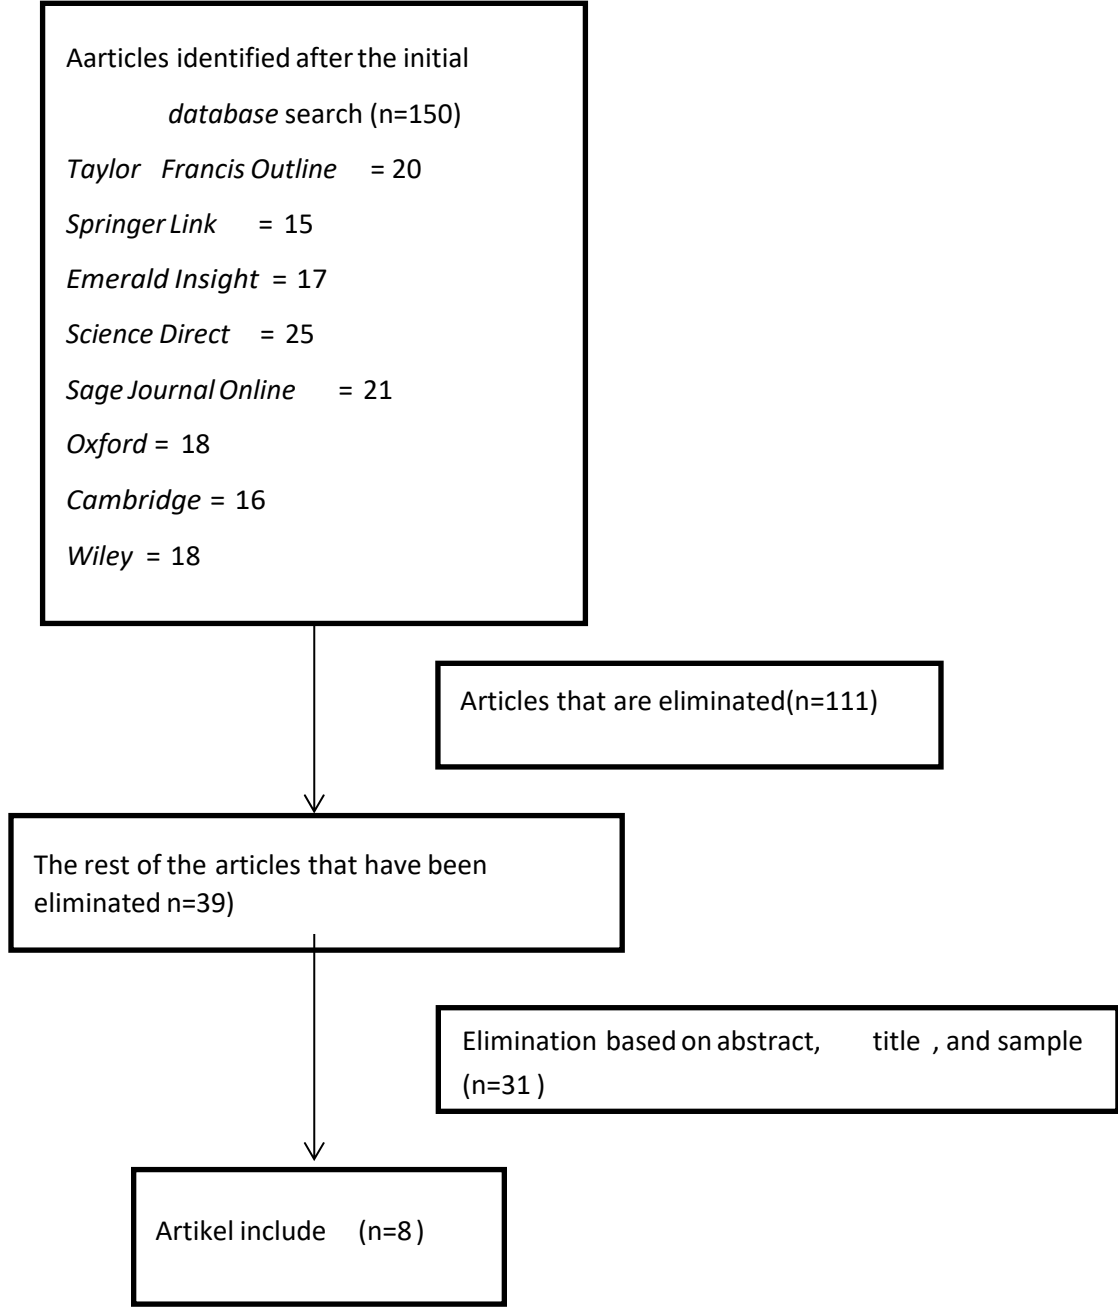 Aarticles identified after the initial
database search (n=150)
Taylor Francis Outline = 20
Springer Link = 15
Emerald Insight = 17
Science Direct = 25
Sage Journal Online = 21
Oxford = 18
Cambridge = 16
Wiley = 18
Articles that are eliminated(n=111)
The rest of the articles that have been
eliminated n=39)
Elimination based on abstract, title , and sample
(n=31 )
Artikel include (n=8 )